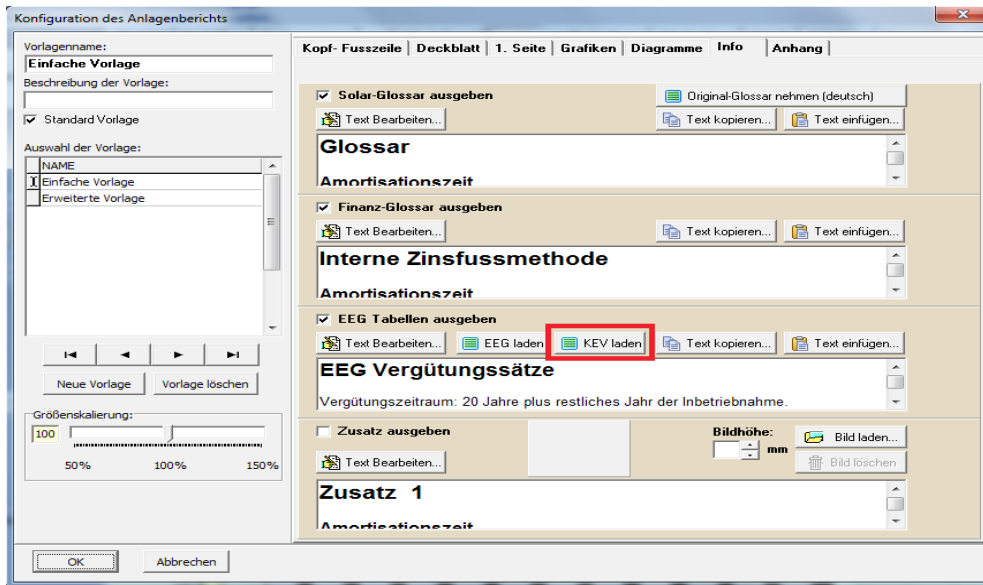 Konfiguration des Anlagenberichts
Vorlagenname:
Einfache Vorlage
Beschreibung der Vorlage:
Standard Vorlage
Auswahl der Vorlage:
NAME
Einfache Vorlage
Erweiterte Vorlage
Neue Vorlage Vorlage löschen
Größenskalierung:
100
50% 100% 150%
Kopf- Fusszeile Deckblatt 1. Seite Grafiken Diagramme Info Anhang
Solar-Glossar ausgeben Original-Glossar nehmen (deutsch)
Text Bearbeiten... Text kopieren... Text einfügen...
Glossar
Amortisationszeit
Finanz-Glossar ausgeben
Text Bearbeiten... Text kopieren... Text einfügen...
Interne Zinsfussmethode
Amortisationszeit
EEG Tabellen ausgeben
Text Bearbeiten... EEG laden KEV laden Text kopieren... Text einfügen...
EEG Vergütungssätze
Vergütungszeitraum: 20 Jahre plus restliches Jahr der Inbetriebnahme.
Zusatz ausgeben Bildhöhe: mm Bild laden...
Text Bearbeiten... Bild löschen
Zusatz 1
Amortisationszeit
OK Abbrechen